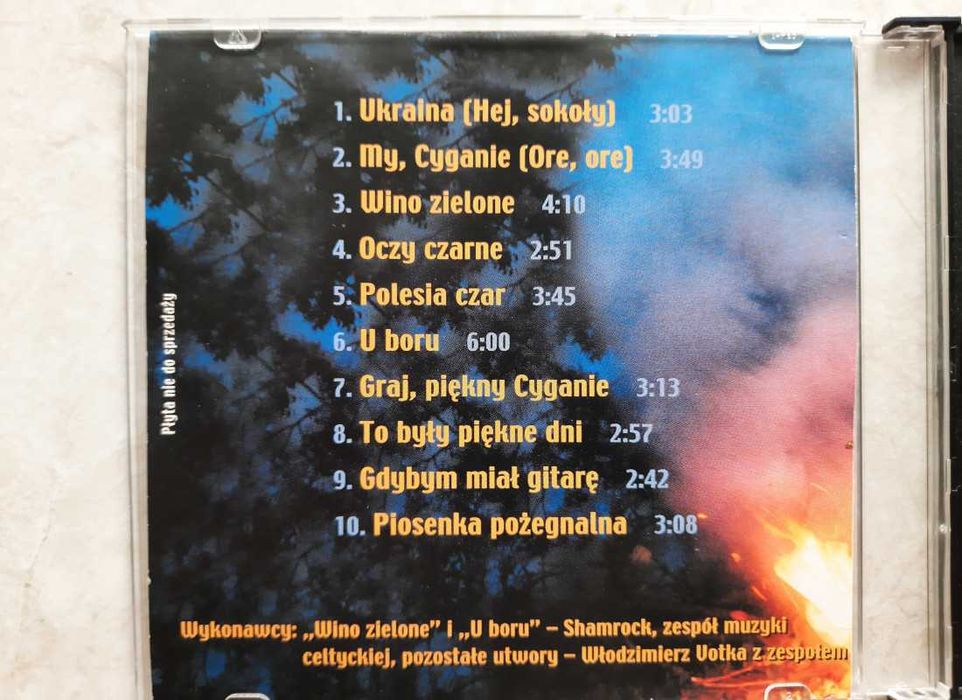 1. Ukraina (Hej, sokoły) 3:03
2. My, Cyganie (Ore, ore) 3:49
3. Wino zielone 4:10
4. Oczy czarne 2:51
5. Polesia czar 3:45
6. U boru 6:00
7. Graj, piękny Cyganie 3:13
8. To były piękne dni 2:57
9. Gdybym miał gitarę 2:42
10. Piosenka pożegnalna 3:08
Płyta nie do sprzedaży
Wykonawcy: „Wino zielone” i „U boru” – Shamrock, zespół muzyki
celtyckiej, pozostałe utwory – Włodzimierz Votka z zespołem